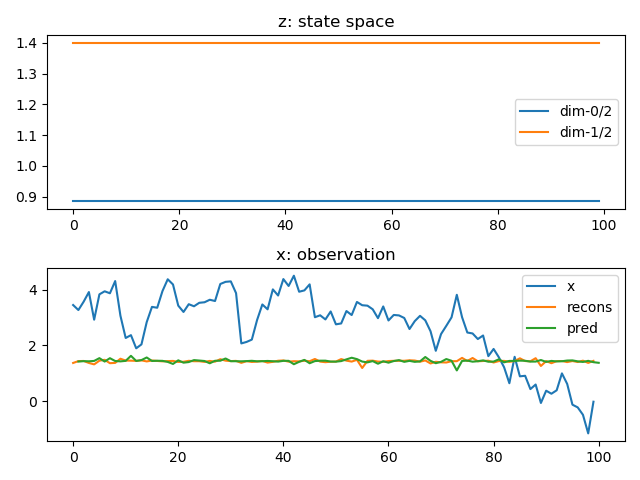 z: state space
1.4
1.3
1.2
1.1
1.0
0.9
dim-0/2
dim-1/2
0 20 40 60 80 100
x: observation
4
2
0
x
recons
pred
0 20 40 60 80 100